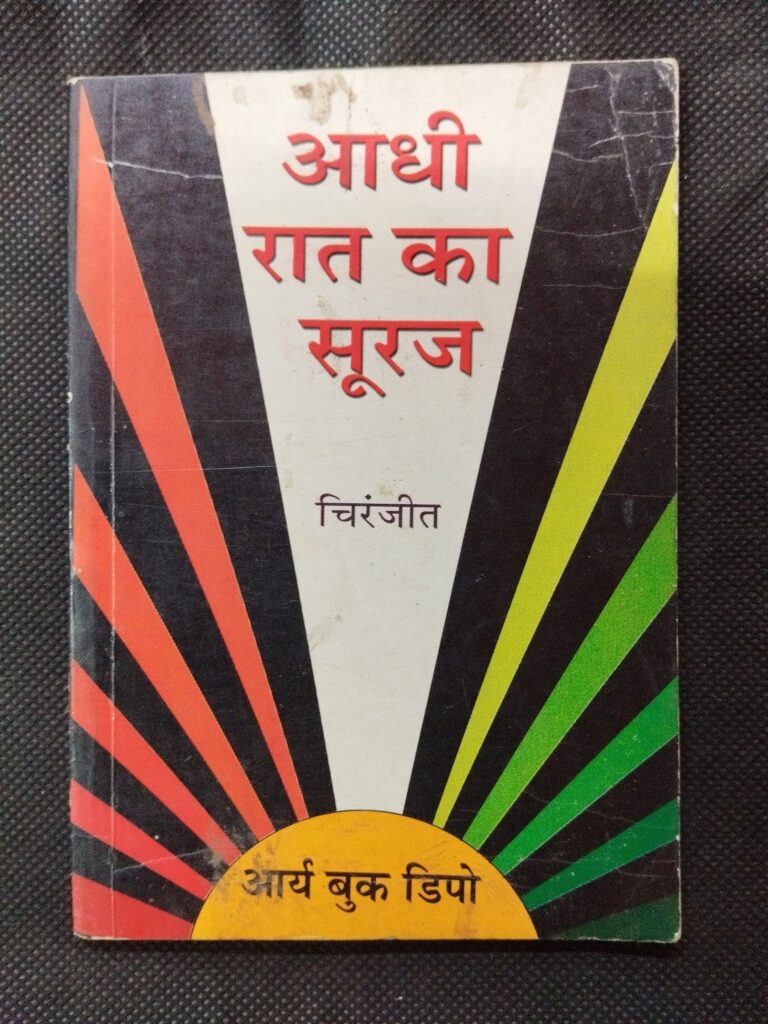 आधी
रात का
सूरज
चिरंजीत
आर्य बुक डिपो